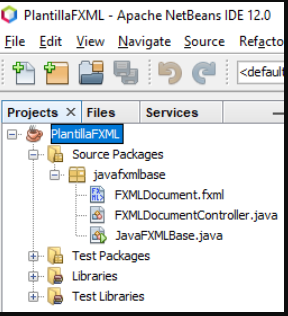 PlantillaFXML - Apache NetBeans IDE 12.0
File Edit View Navigate Source Refacto
<default
Projects × Files Services
PlantillaFXML
Source Packages
javafxmlbase
FXMLDocument.fxml
FXMLDocumentController.java
JavaFXMLBase.java
Test Packages
Libraries
Test Libraries